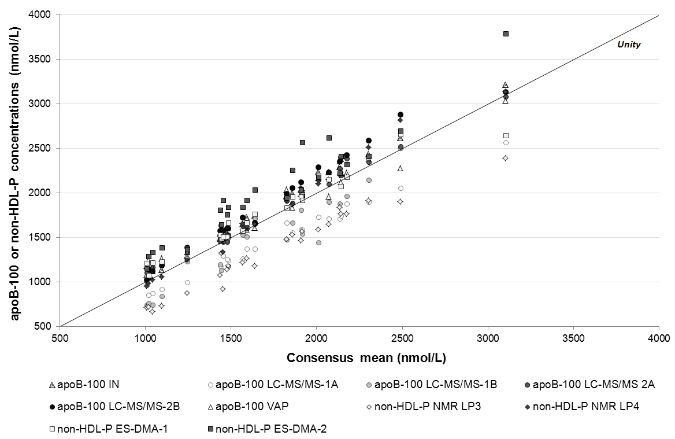 4000
3500
3000
2500
2000
1500
1000
500
apoB-100 or non-HDL-P concentrations (nmol/L)
Unity
500 1000 1500 2000 2500 3000 3500 4000
Consensus mean (nmol/L)
apoB-100 IN apoB-100 LC-MS/MS-1A apoB-100 LC-MS/MS-1B apoB-100 LC-MS/MS 2A
apoB-100 LC-MS/MS-2B apoB-100 VAP non-HDL-P NMR LP3 non-HDL-P NMR LP4
non-HDL-P ES-DMA-1 non-HDL-P ES-DMA-2